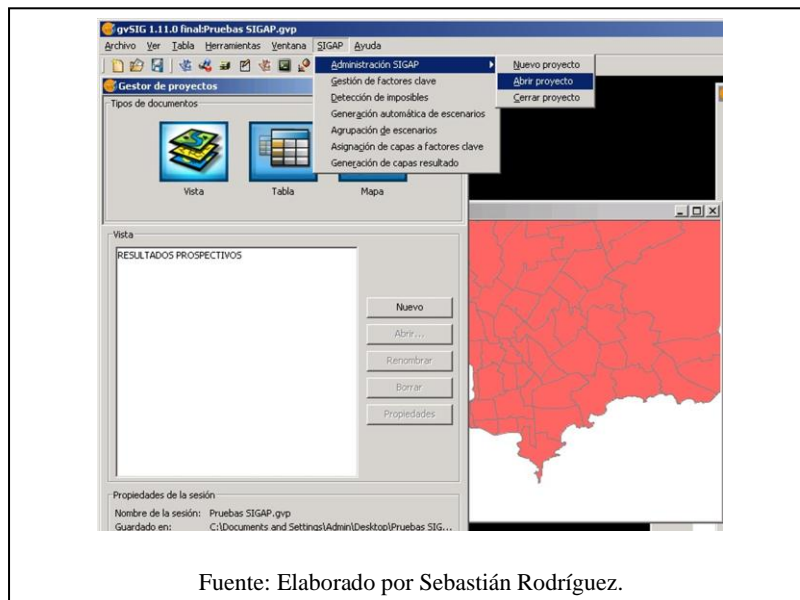 gvSIG 1.11.0 final:Pruebas SIGAP.gvp
Archivo Ver Tabla Herramientas Ventana SIGAP Ayuda
Administración SIGAP
Nuevo proyecto
Gestión de factores clave
Abrir proyecto
Detección de imposibles
Cerrar proyecto
Generación automática de escenarios
Agrupación de escenarios
Asignación de capas a factores clave
Generación de capas resultado
Gestor de proyectos
Tipos de documentos
Vista Tabla Mapa
Vista
RESULTADOS PROSPECTIVOS
Nuevo
Abrir...
Renombrar
Borrar
Propiedades
Propiedades de la sesión
Nombre de la sesión: Pruebas SIGAP.gvp
Guardado en: C:\Documents and Settings\Admin\Desktop\Pruebas SIG...
Fuente: Elaborado por Sebastián Rodríguez.